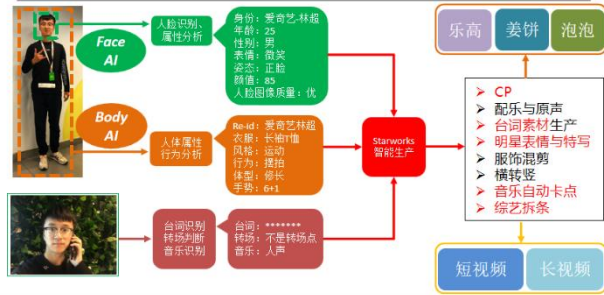 Face
AI
人脸识别、
属性分析
身份：爱奇艺-林超
年龄：25
性别：男
表情：微笑
姿态：正脸
颜值：85
人脸图像质量：优
Body
AI
人体属性
行为分析
Re-id：爱奇艺林超
衣服：长袖T恤
风格：运动
行为：摆拍
体型：修长
手势：6+1
台词识别
转场判断
音乐识别
台词：*******
转场：不是转场点
音乐：人声
Starworks
智能生产
乐高
姜饼
泡泡
CP
配乐与原声
台词素材生产
明星表情与特写
服饰混剪
横转竖
音乐自动卡点
综艺拆条
短视频
长视频